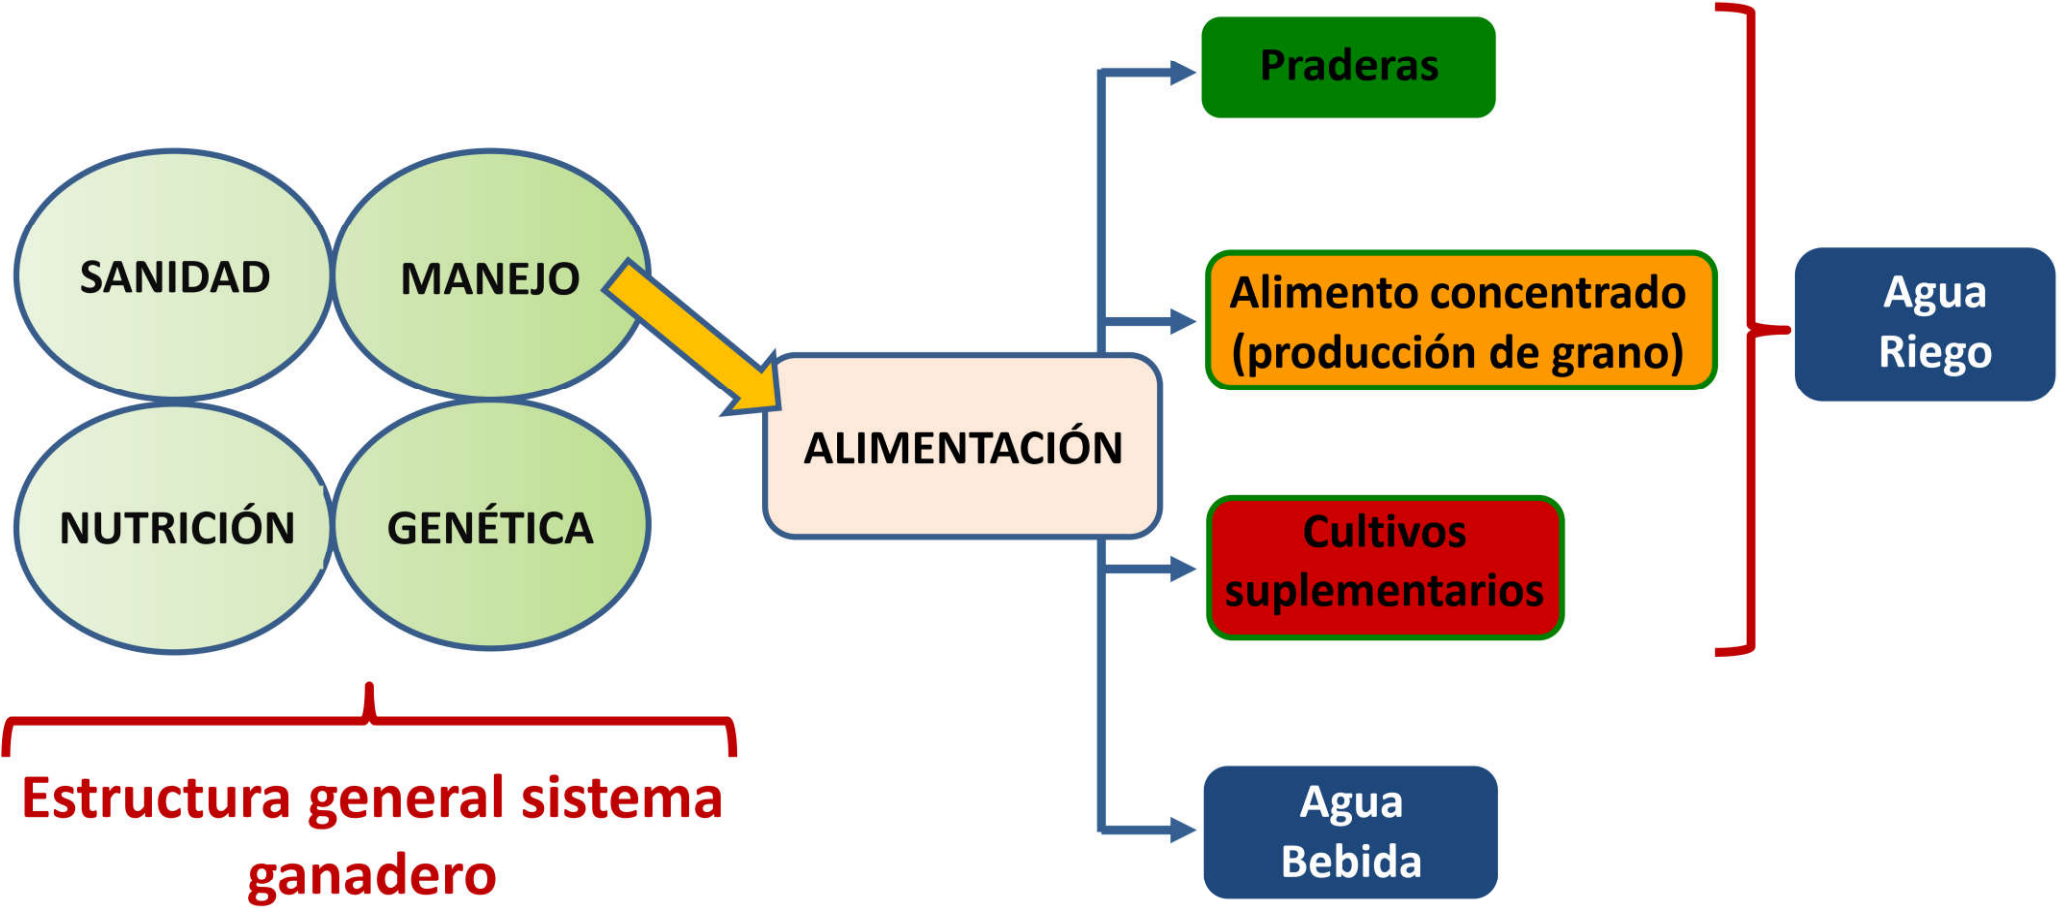 SANIDAD
MANEJO
NUTRICIÓN
GENÉTICA
Estructura general sistema
ganadero
ALIMENTACIÓN
Praderas
Alimento concentrado
(producción de grano)
Cultivos
suplementarios
Agua
Bebida
Agua
Riego